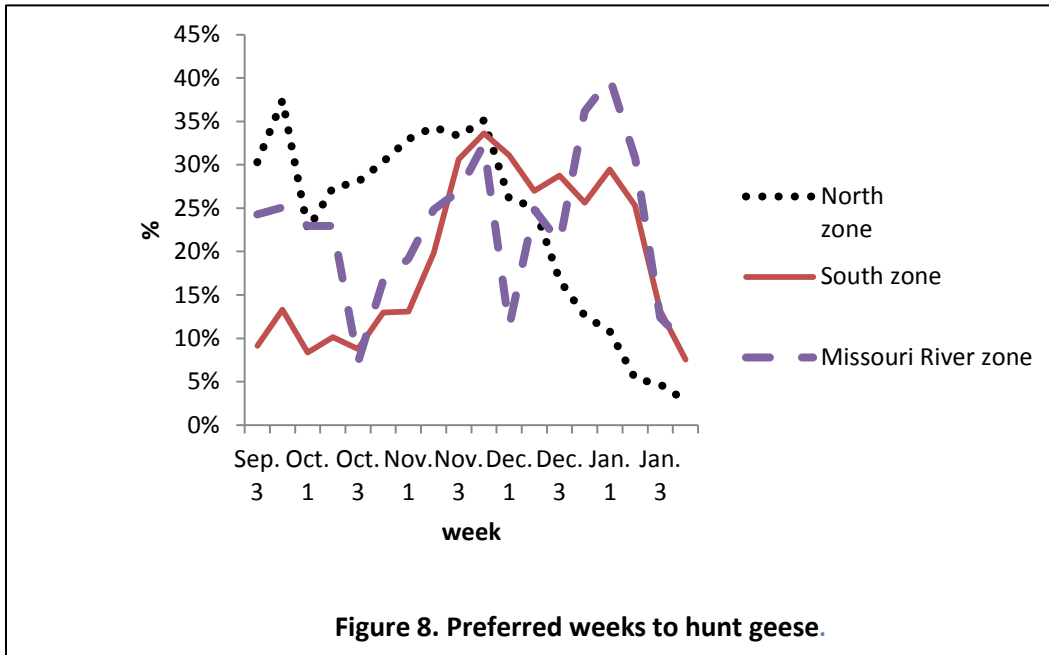 45%
40%
35%
30%
25%
20%
15%
10%
5%
0%
%
Sep. Oct. Oct. Nov. Nov. Dec. Dec. Jan. Jan.
3 1 3 1 3 1 3 1 3
week
North
zone
South zone
Missouri River zone
Figure 8. Preferred weeks to hunt geese.